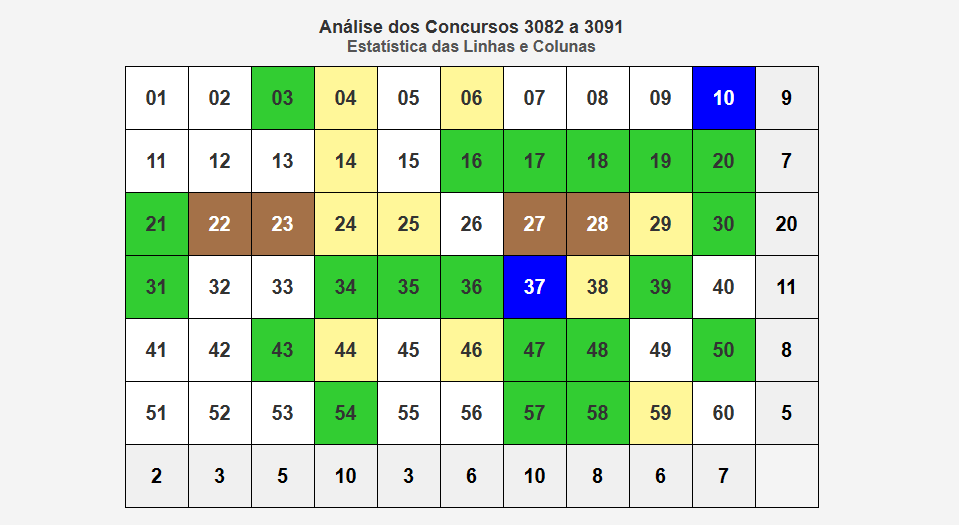 Análise dos Concursos 3082 a 3091
Estatística das Linhas e Colunas
01 02 03 04 05 06 07 08 09 10 9
11 12 13 14 15 16 17 18 19 20 7
21 22 23 24 25 26 27 28 29 30 20
31 32 33 34 35 36 37 38 39 40 11
41 42 43 44 45 46 47 48 49 50 8
51 52 53 54 55 56 57 58 59 60 5
2 3 5 10 3 6 10 8 6 7